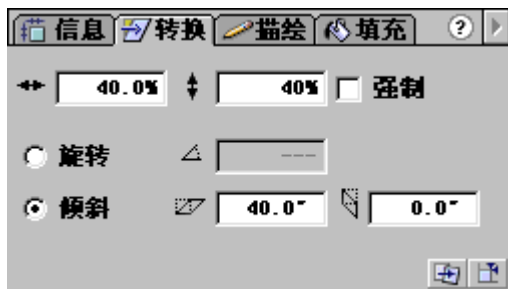 信息 转换 描绘 填充 ?
40.0% 40% 强制
旋转 ---
倾斜 40.0° 0.0°